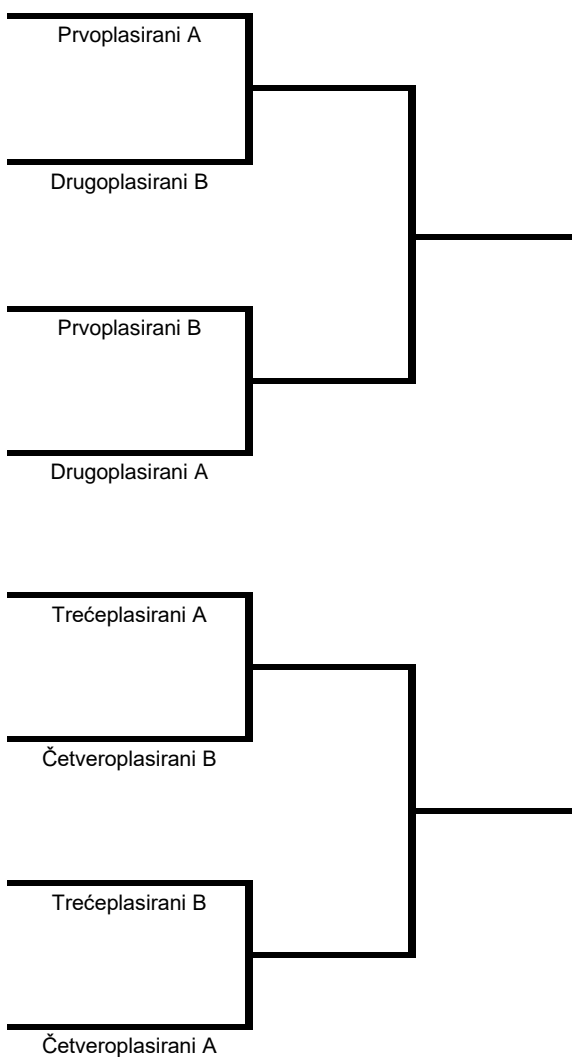 Prvoplasirani A
Drugoplasirani B
Prvoplasirani B
Drugoplasirani A
Trećeplasirani A
Četveroplasirani B
Trećeplasirani B
Četveroplasirani A